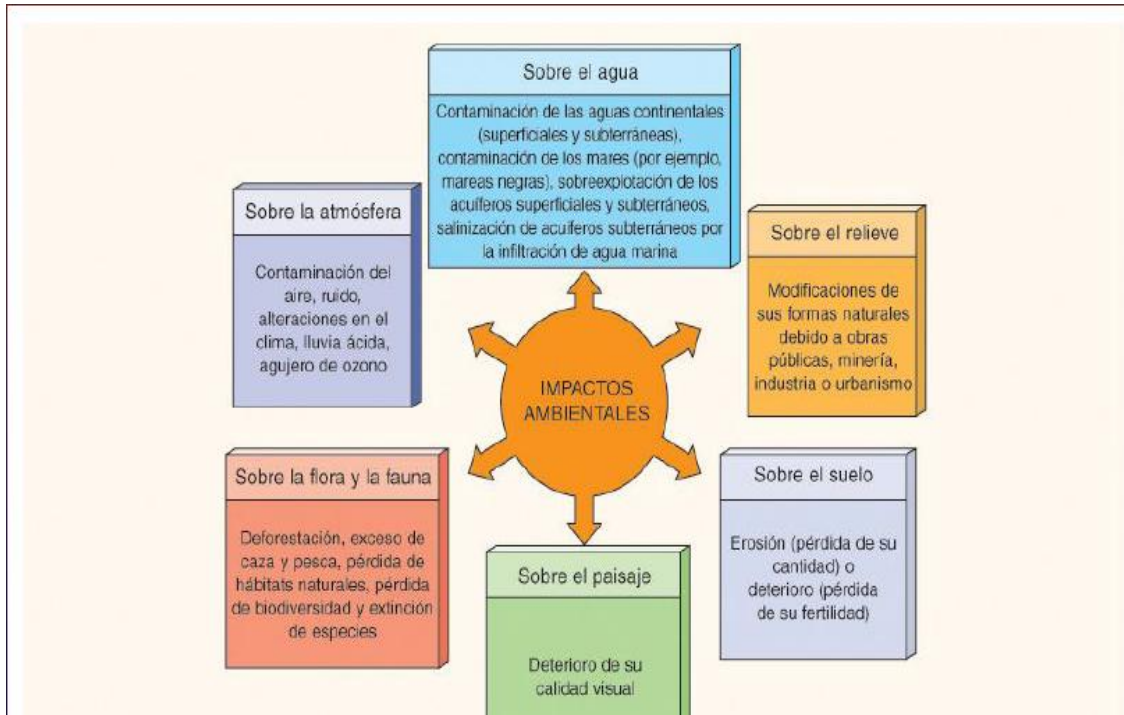 Sobre el agua
Contaminación de las aguas continentales
(superficiales y subterráneas),
contaminación de los mares (por ejemplo,
mareas negras), sobreexplotación de los
acuíferos superficiales y subterráneos,
salinización de acuíferos subterráneos por
la infiltración de agua marina
Sobre la atmósfera
Contaminación del
aire, ruido,
alteraciones en el
clima, lluvia ácida,
agujero de ozono
Sobre el relieve
Modificaciones de
sus formas naturales
debido a obras
públicas, minería,
industria o urbanismo
IMPACTOS
AMBIENTALES
Sobre la flora y la fauna
Deforestación, exceso de
caza y pesca, pérdida de
hábitats naturales, pérdida
de biodiversidad y extinción
de especies
Sobre el paisaje
Deterioro de su
calidad visual
Sobre el suelo
Erosión (pérdida de su
cantidad) o
deterioro (pérdida
de su fertilidad)